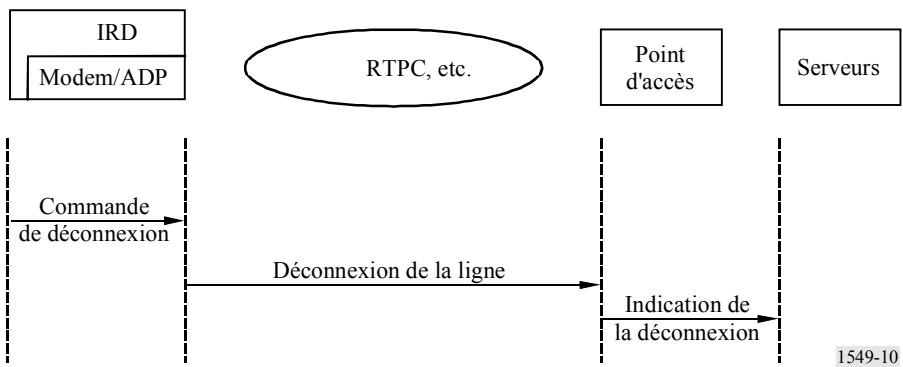 IRD
Modem/ADP
RTPC, etc.
Point
d'accès
Serveurs
Commande
de déconnexion
Déconnexion de la ligne
Indication de
la déconnexion
1549-10